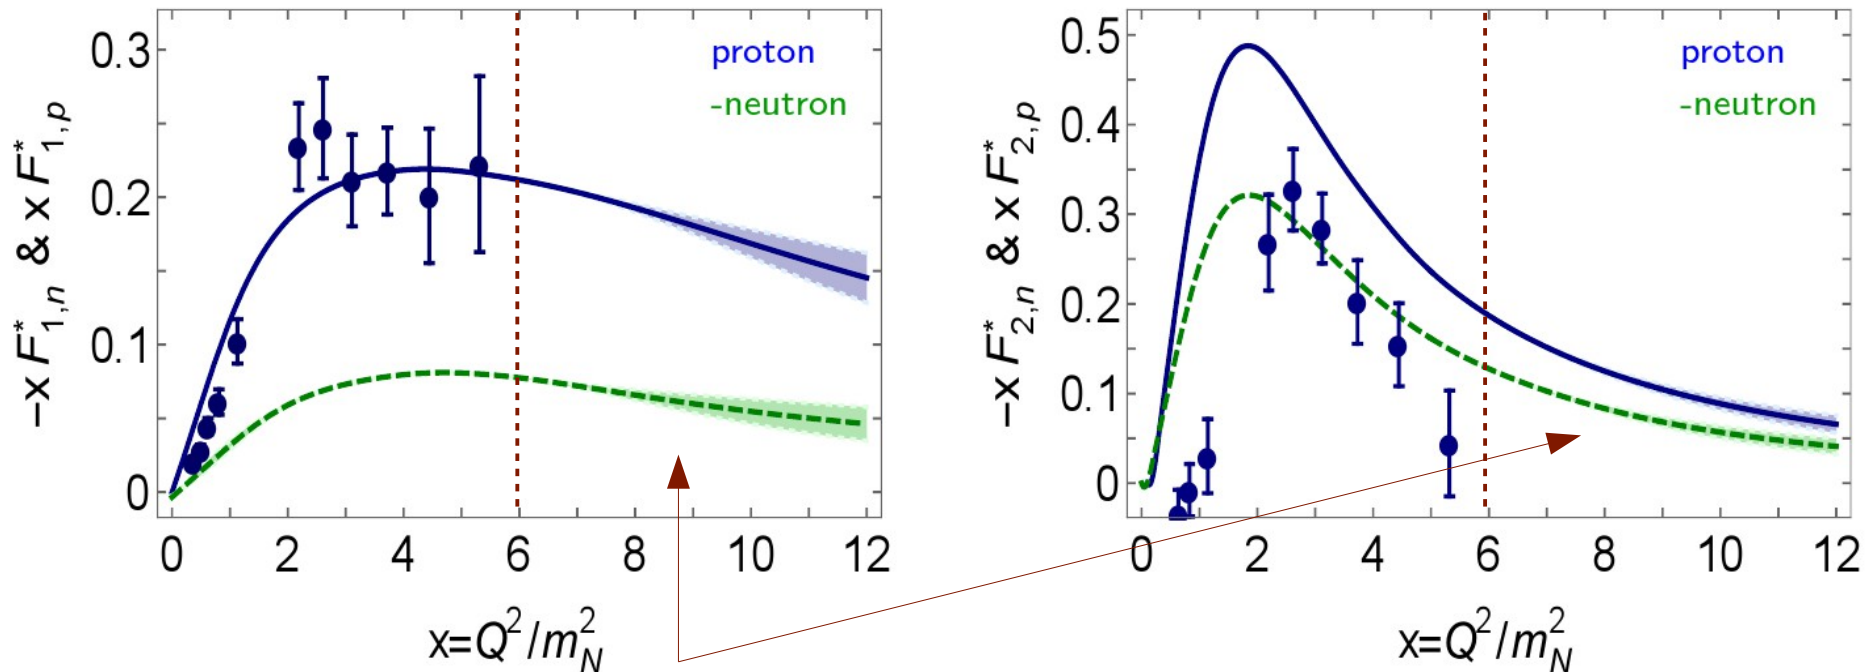 −x F*1,n & x F*1,p
0.3
0.2
0.1
0
proton
-neutron
0 2 4 6 8 10 12
x=Q²/m²N
−x F*2,n & x F*2,p
0.5
0.4
0.3
0.2
0.1
0
proton
-neutron
0 2 4 6 8 10 12
x=Q²/m²N